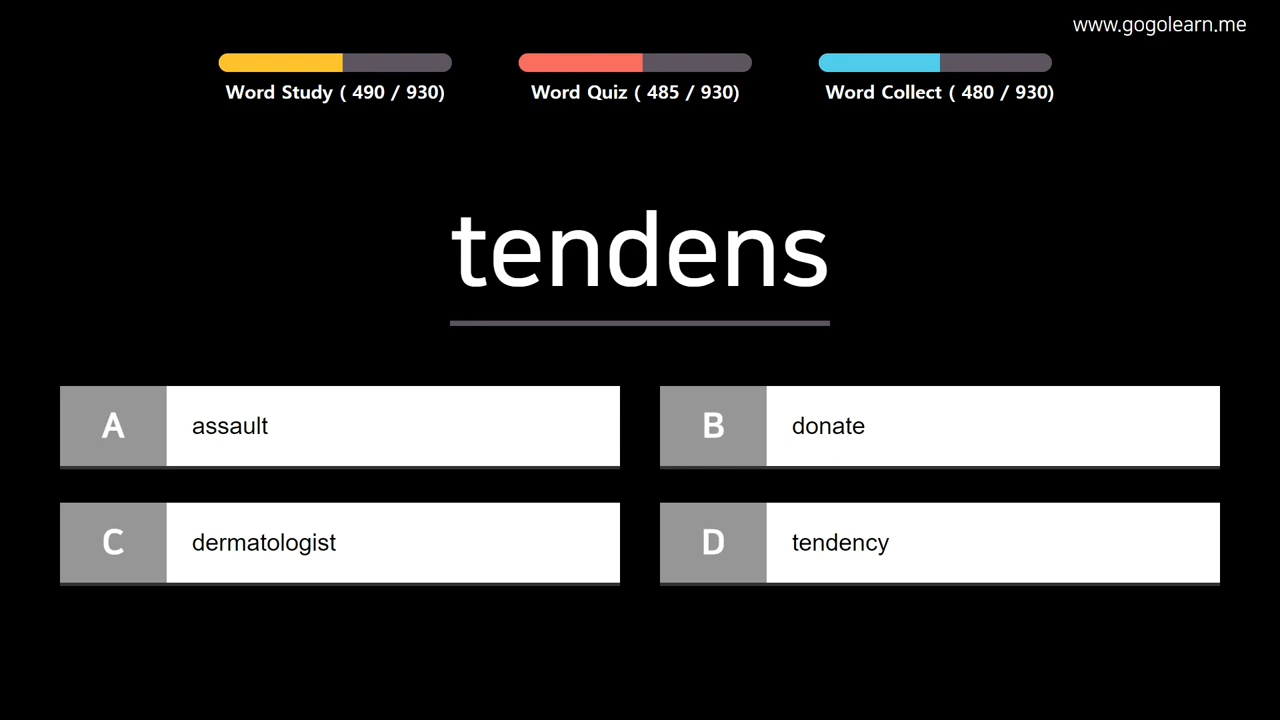 www.gogolearn.me
Word Study ( 490 / 930)
Word Quiz ( 485 / 930)
Word Collect ( 480 / 930)
tendens
A assault
B donate
C dermatologist
D tendency